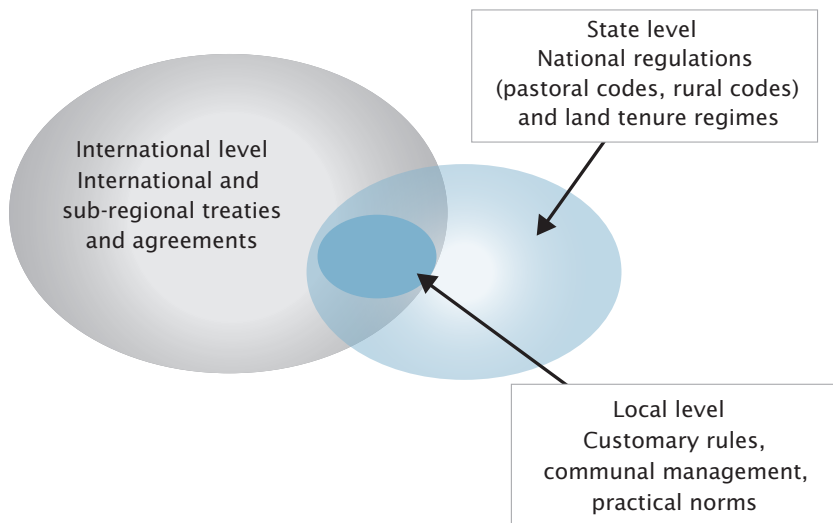 State level
National regulations
(pastoral codes, rural codes)
and land tenure regimes
International level
International and
sub-regional treaties
and agreements
Local level
Customary rules,
communal management,
practical norms